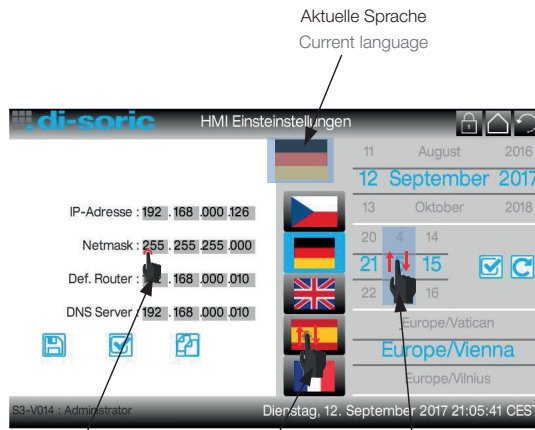 Aktuelle Sprache
Current language
di-soric
HMI Einsteinstellungen
11 August 2016
12 September 2017
13 Oktober 2018
IP-Adresse : 192 .168 .000 .126
Netmask : 255 .255 .255 .000
Def. Router : .168 .000 .010
DNS Server : 192 .168 .000 .010
20 4 14
21 15
22 16
Europe/Vatican
Europe/Vienna
Europe/Vilnius
S3-V014 : Administrator
Dienstag, 12. September 2017 21:05:41 CEST